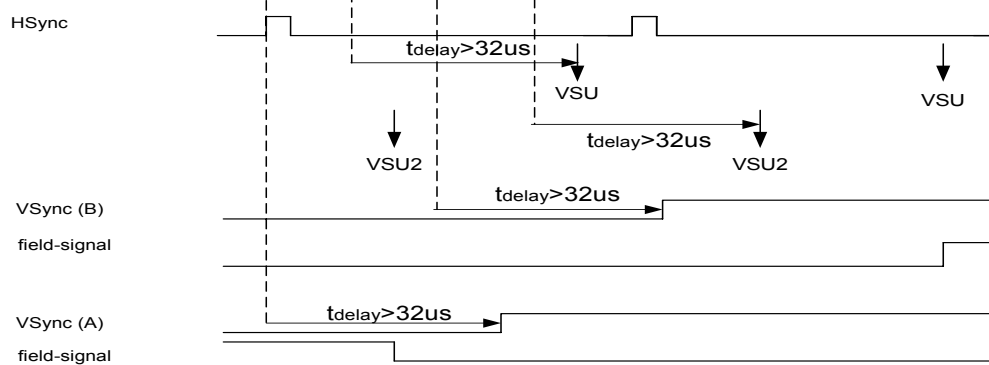 HSync
tdelay>32us
VSU
VSU
tdelay>32us
VSU2
VSU2
tdelay>32us
VSync (B)
field-signal
tdelay>32us
VSync (A)
field-signal